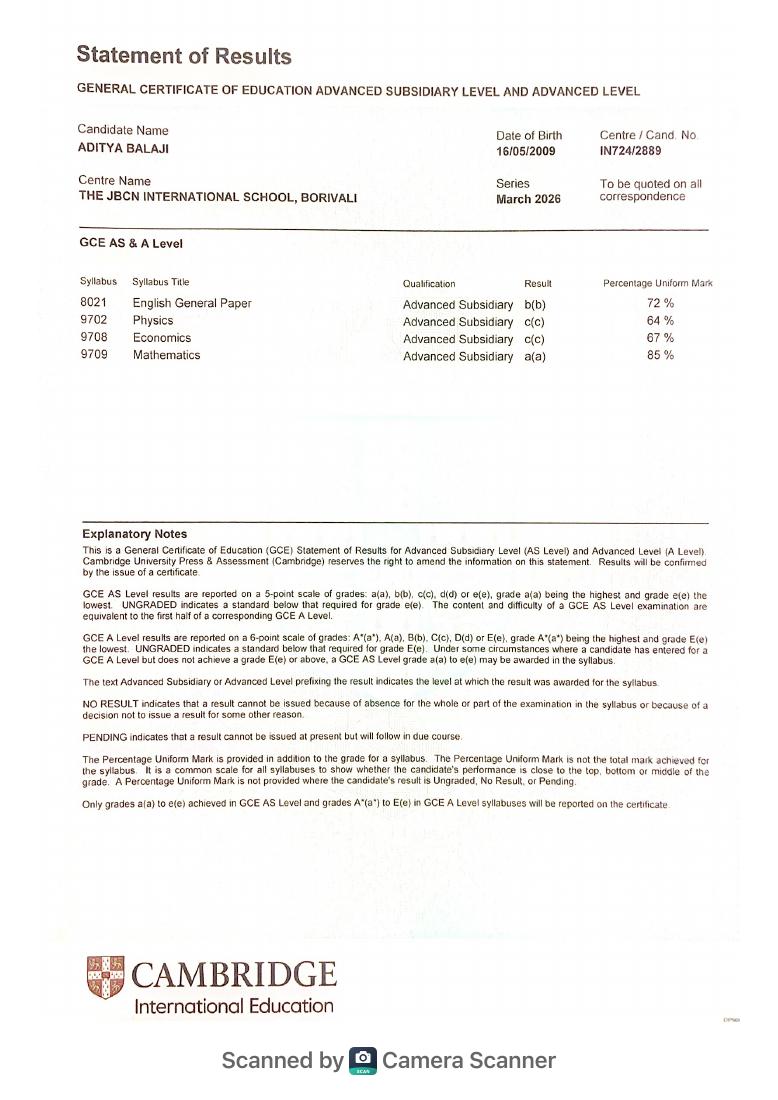 Statement of Results
GENERAL CERTIFICATE OF EDUCATION ADVANCED SUBSIDIARY LEVEL AND ADVANCED LEVEL
Candidate Name
ADITYA BALAJI
Date of Birth
16/05/2009
Centre / Cand. No.
IN724/2889
Centre Name
THE JBCN INTERNATIONAL SCHOOL, BORIVALI
Series
March 2026
To be quoted on all
correspondence
GCE AS & A Level
Syllabus Syllabus Title Qualification Result Percentage Uniform Mark
8021 English General Paper Advanced Subsidiary b(b) 72 %
9702 Physics Advanced Subsidiary c(c) 64 %
9708 Economics Advanced Subsidiary c(c) 67 %
9709 Mathematics Advanced Subsidiary a(a) 85 %
Explanatory Notes
This is a General Certificate of Education (GCE) Statement of Results for Advanced Subsidiary Level (AS Level) and Advanced Level (A Level).
Cambridge University Press & Assessment (Cambridge) reserves the right to amend the information on this statement. Results will be confirmed
by the issue of a certificate.
GCE AS Level results are reported on a 5-point scale of grades: a(a), b(b), c(c), d(d) or e(e), grade a(a) being the highest and grade e(e) the
lowest. UNGRADED indicates a standard below that required for grade e(e). The content and difficulty of a GCE AS Level examination are
equivalent to the first half of a corresponding GCE A Level.
GCE A Level results are reported on a 6-point scale of grades: A*(a*), A(a), B(b), C(c), D(d) or E(e), grade A*(a*) being the highest and grade E(e)
the lowest. UNGRADED indicates a standard below that required for grade E(e). Under some circumstances where a candidate has entered for a
GCE A Level but does not achieve a grade E(e) or above, a GCE AS Level grade a(a) to e(e) may be awarded in the syllabus.
The text Advanced Subsidiary or Advanced Level prefixing the result indicates the level at which the result was awarded for the syllabus.
NO RESULT indicates that a result cannot be issued because of absence for the whole or part of the examination in the syllabus or because of a
decision not to issue a result for some other reason.
PENDING indicates that a result cannot be issued at present but will follow in due course.
The Percentage Uniform Mark is provided in addition to the grade for a syllabus. The Percentage Uniform Mark is not the total mark achieved for
the syllabus. It is a common scale for all syllabuses to show whether the candidate's performance is close to the top, bottom or middle of the
grade. A Percentage Uniform Mark is not provided where the candidate's result is Ungraded, No Result, or Pending.
Only grades a(a) to e(e) achieved in GCE AS Level and grades A*(a*) to E(e) in GCE A Level syllabuses will be reported on the certificate.
CAMBRIDGE
International Education
Scanned by SCAN Camera Scanner